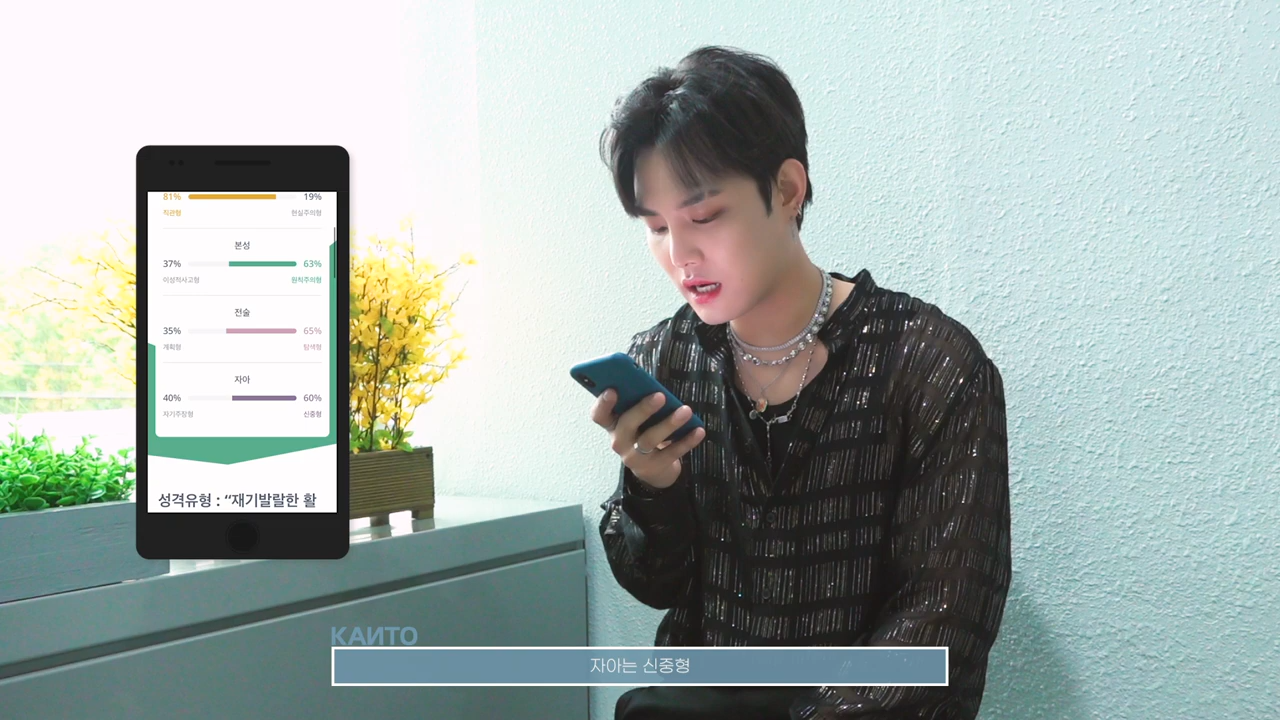 81% 19%
직관형 현실주의형
본성
37% 63%
이성적사고형 원칙주의형
전술
35% 65%
계획형 탐색형
자아
40% 60%
자기주장형 신중형
성격유형 : “재기발랄한 활
KAИTO
자아는 신중형